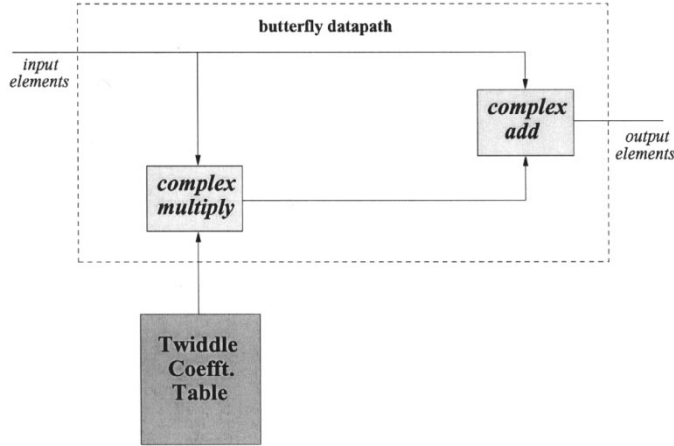 butterfly datapath
input
elements
complex
add
output
elements
complex
multiply
Twiddle
Coefft.
Table